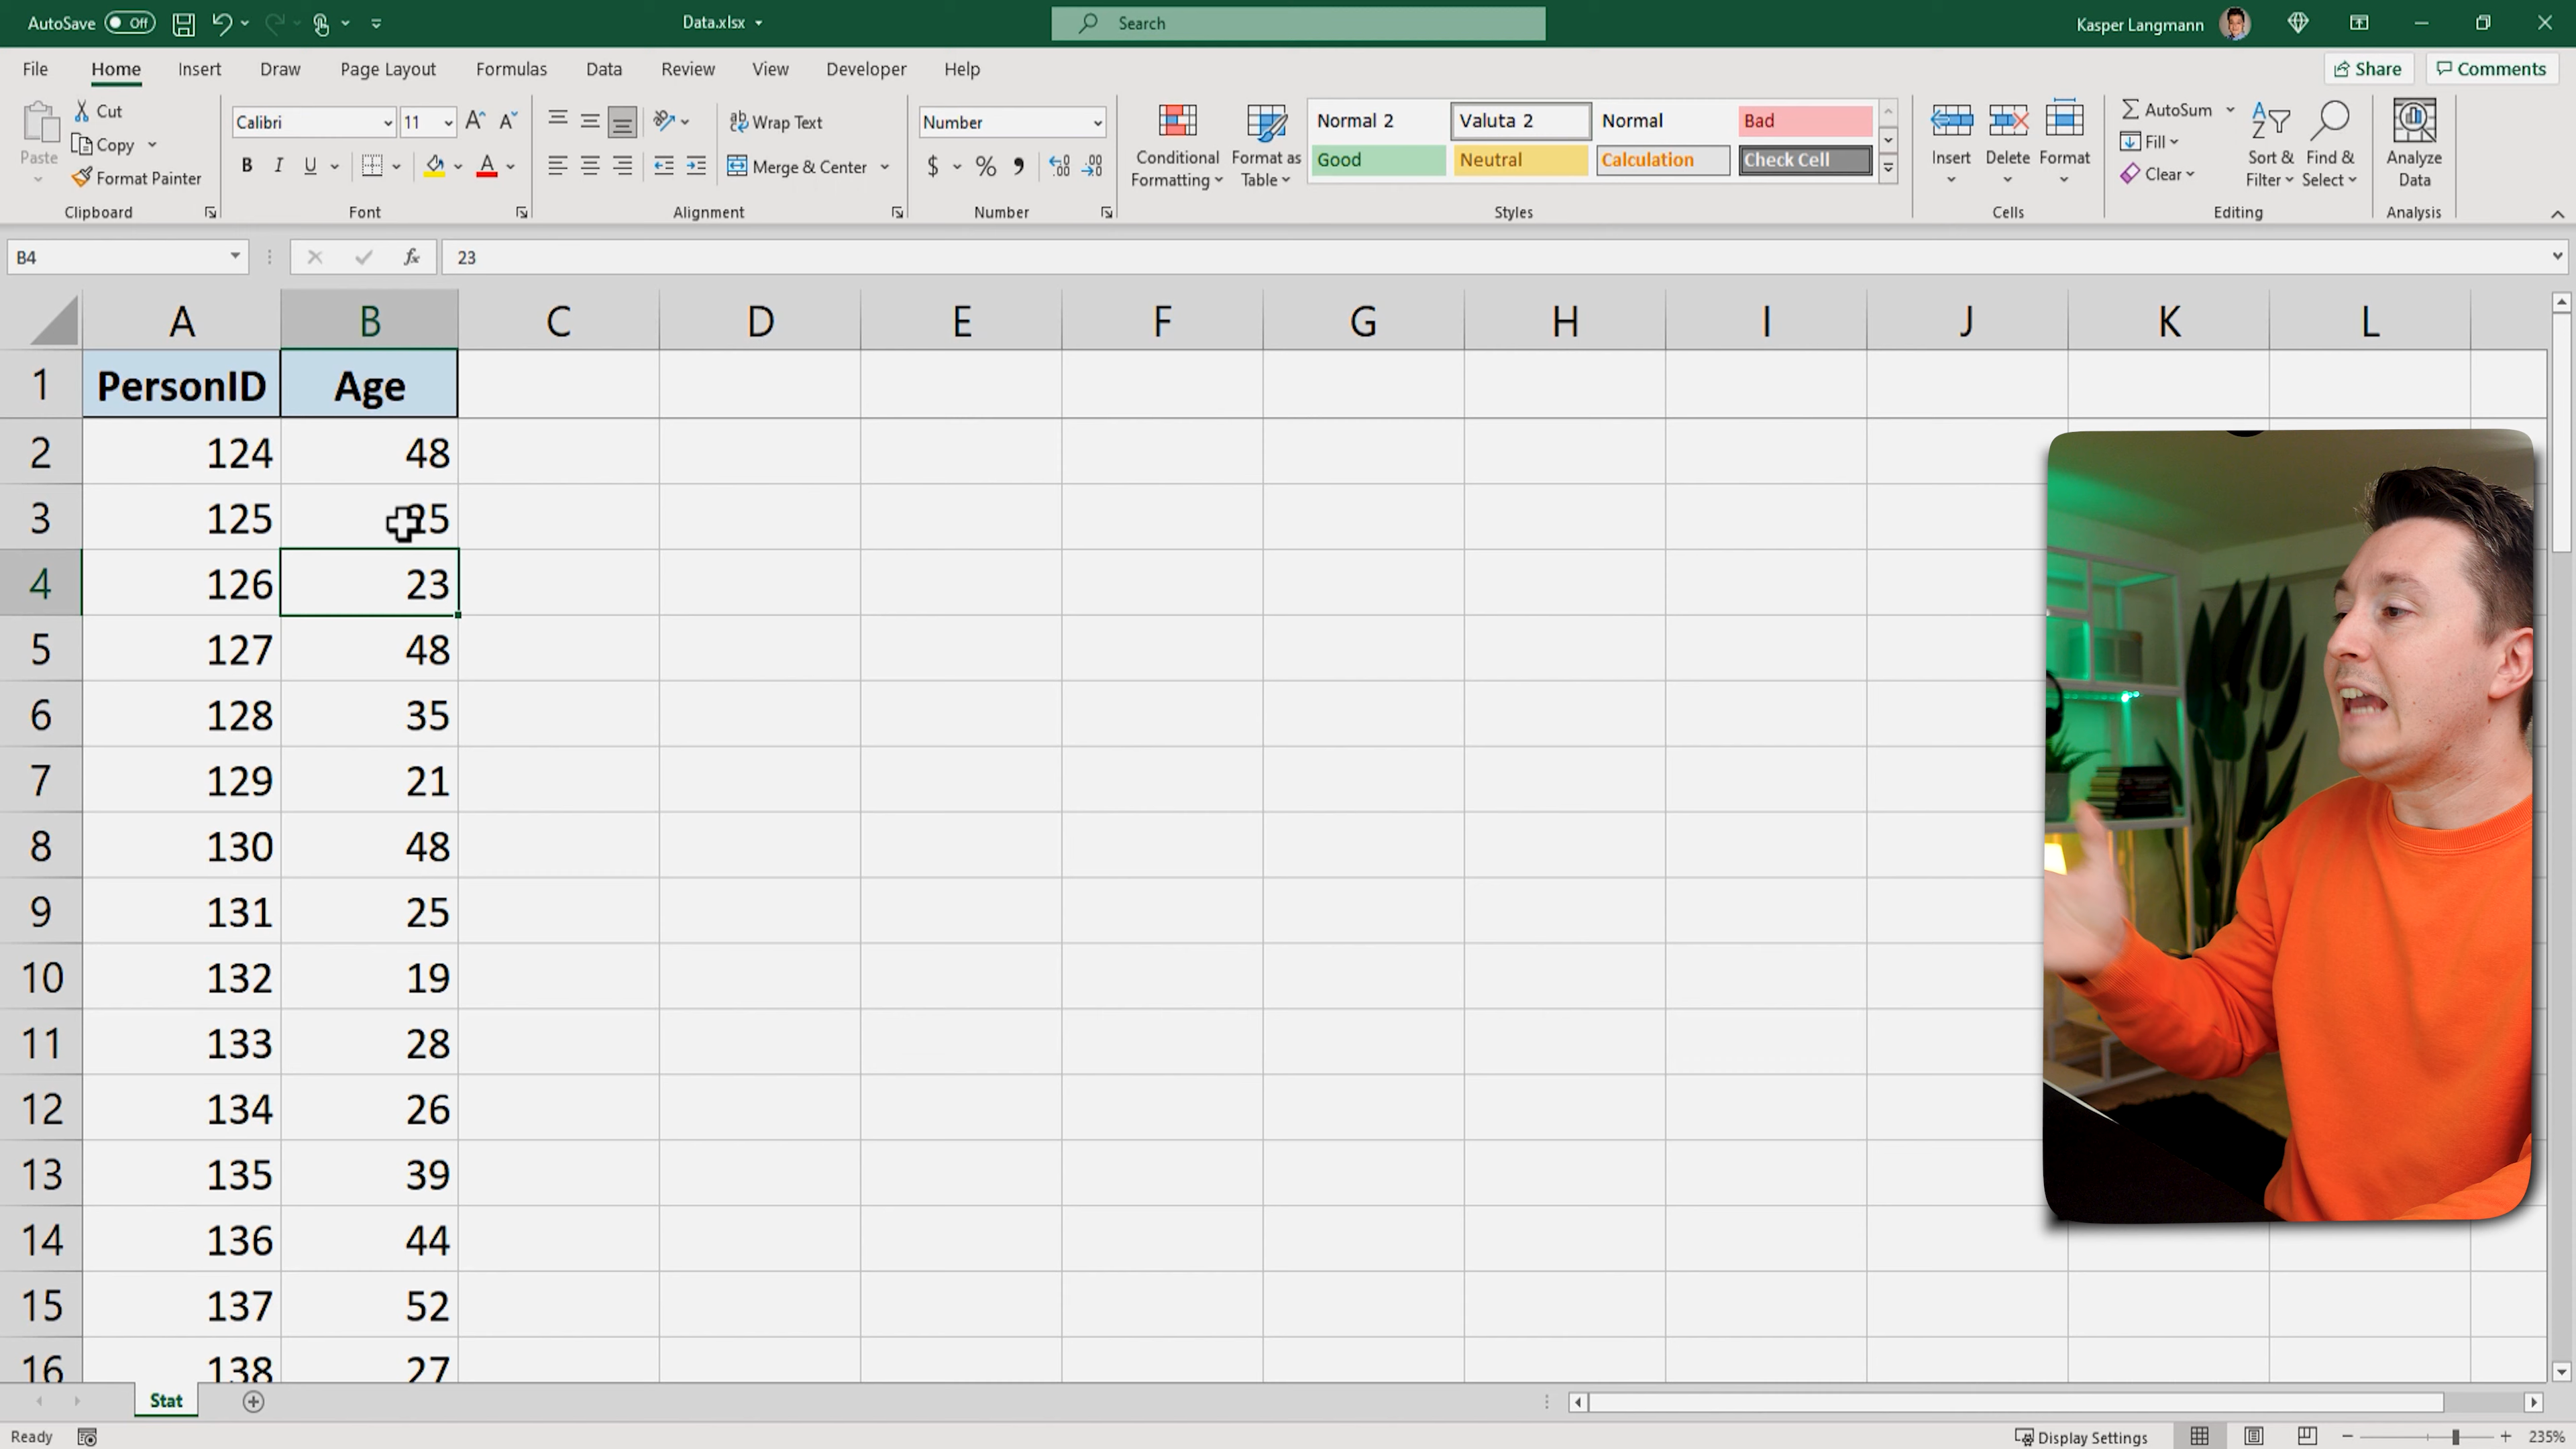 AutoSave Off Data.xlsx Search Kasper Langmann
File Home Insert Draw Page Layout Formulas Data Review View Developer Help Share Comments
Paste
Cut
Copy
Format Painter
Clipboard
Calibri 11 A^ A˅
B I U A
Font
Wrap Text
Merge & Center
Alignment
Number
$ % , .00
Number
Conditional Formatting
Format as Table
Normal 2 Valuta 2 Normal Bad
Good Neutral Calculation Check Cell
Styles
Insert Delete Format
Cells
AutoSum
Fill
Clear
Sort & Filter
Find & Select
Editing
Analyze Data
Analysis
B4 fx 23
A B C D E F G H I J K L
1 PersonID Age
2 124 48
3 125
4 126 23
5 127 48
6 128 35
7 129 21
8 130 48
9 131 25
10 132 19
11 133 28
12 134 26
13 135 39
14 136 44
15 137 52
16 138 27
Stat
Ready Display Settings 235%